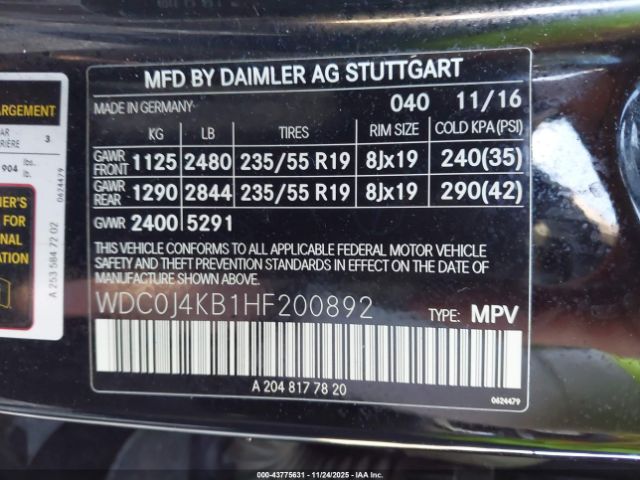 MFD BY DAIMLER AG STUTTGART
MADE IN GERMANY 040 11/16
KG LB TIRES RIM SIZE COLD KPA (PSI)
GAWR FRONT 1125 2480 235/55 R19 8Jx19 240(35)
GAWR REAR 1290 2844 235/55 R19 8Jx19 290(42)
GVWR 2400 5291
THIS VEHICLE CONFORMS TO ALL APPLICABLE FEDERAL MOTOR VEHICLE
SAFETY AND THEFT PREVENTION STANDARDS IN EFFECT ON THE DATE OF
MANUFACTURE SHOWN ABOVE.
WDC0J4KB1HF200892 TYPE: MPV
A 204 817 78 20
0624479
ARGEMENT
3
904 lbs.
lb.
0624479
A 253 584 72 02
FOR
NAL
ATION.
000-43775631 - 11/24/2025 - IAAI, Inc.